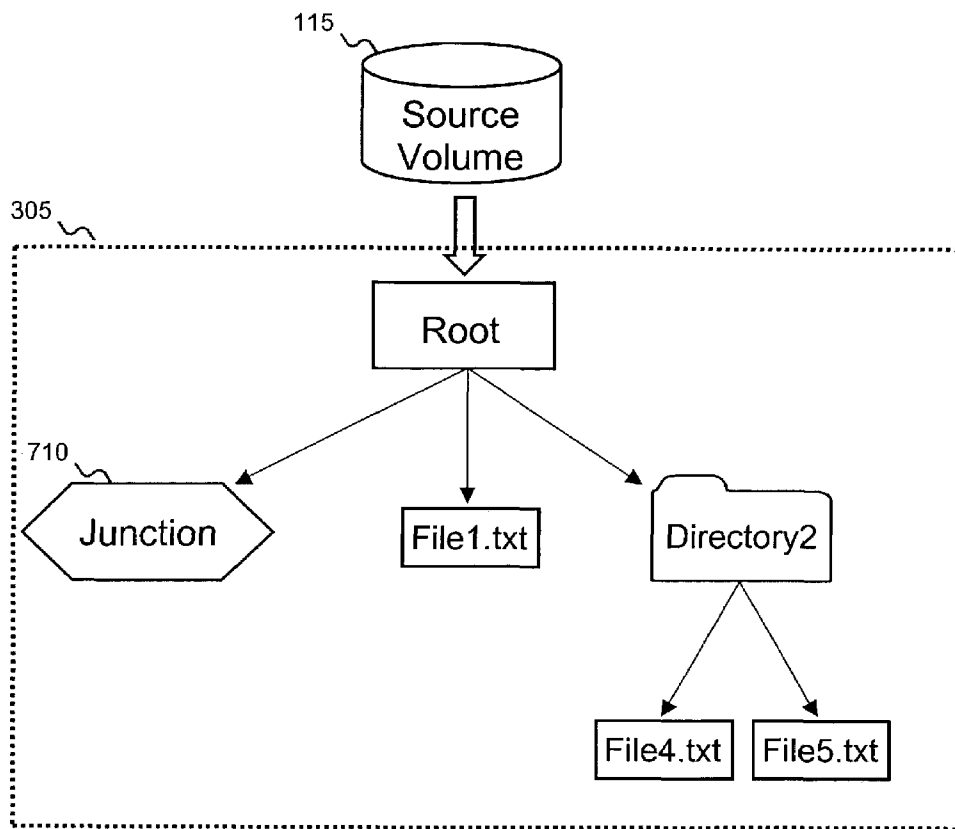 115
Source
Volume
305
Root
710
Junction
File1.txt
Directory2
File4.txt
File5.txt